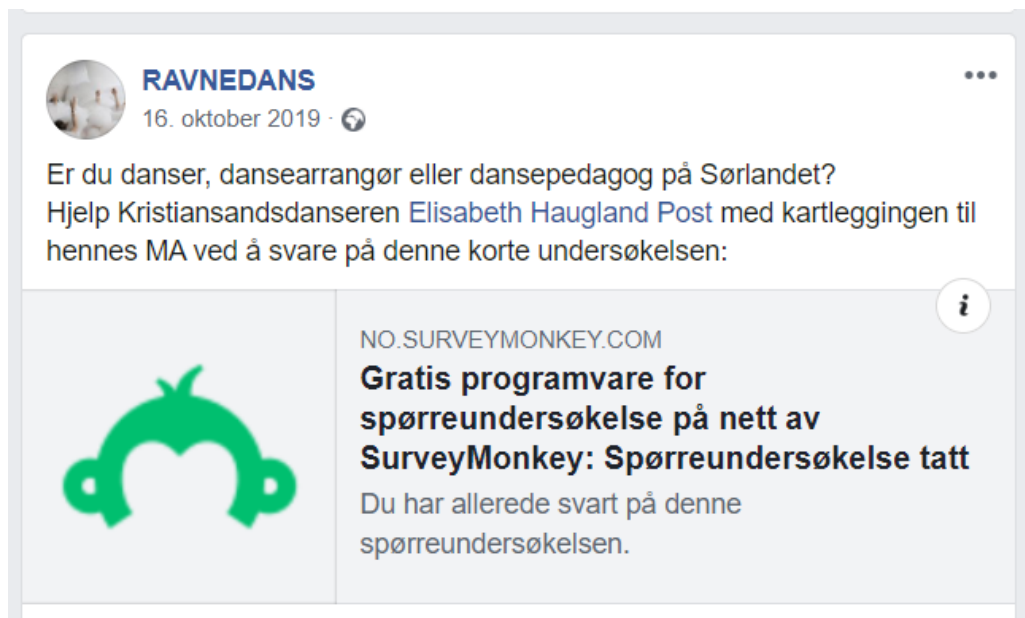 RAVNEDANS
16. oktober 2019 ·
Er du danser, dansearrangør eller dansepedagog på Sørlandet?
Hjelp Kristiansandsdanseren Elisabeth Haugland Post med kartleggingen til
hennes MA ved å svare på denne korte undersøkelsen:
i
NO.SURVEYMONKEY.COM
Gratis programvare for
spørreundersøkelse på nett av
SurveyMonkey: Spørreundersøkelse tatt
Du har allerede svart på denne
spørreundersøkelsen.